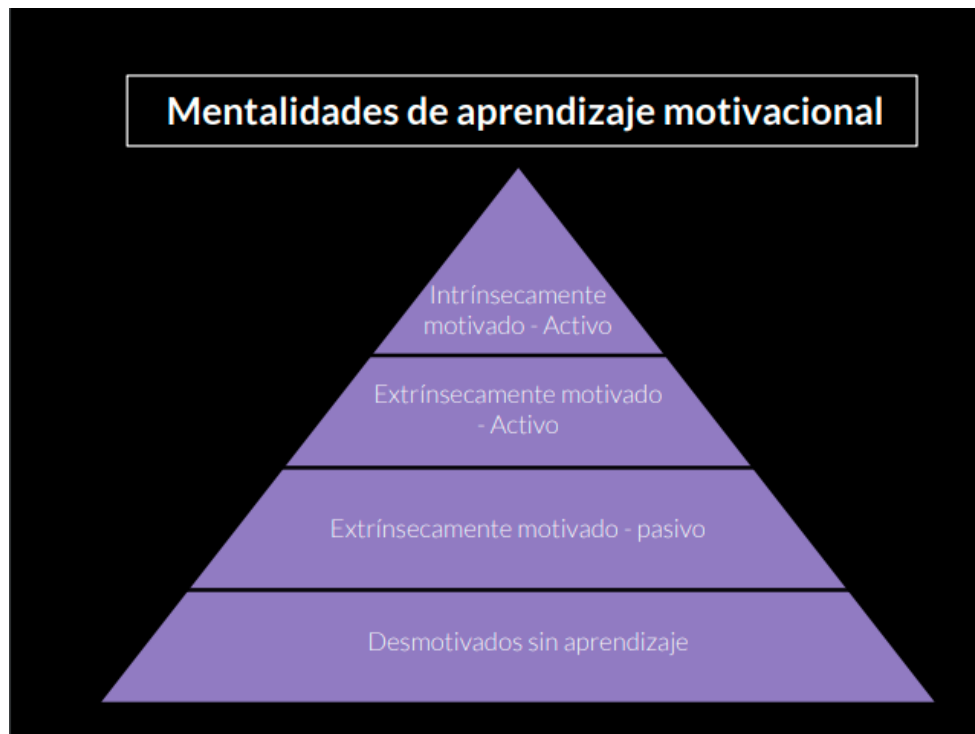 Mentalidades de aprendizaje motivacional
Intrínsecamente
motivado - Activo
Extrínsecamente motivado
- Activo
Extrínsecamente motivado - pasivo
Desmotivados sin aprendizaje